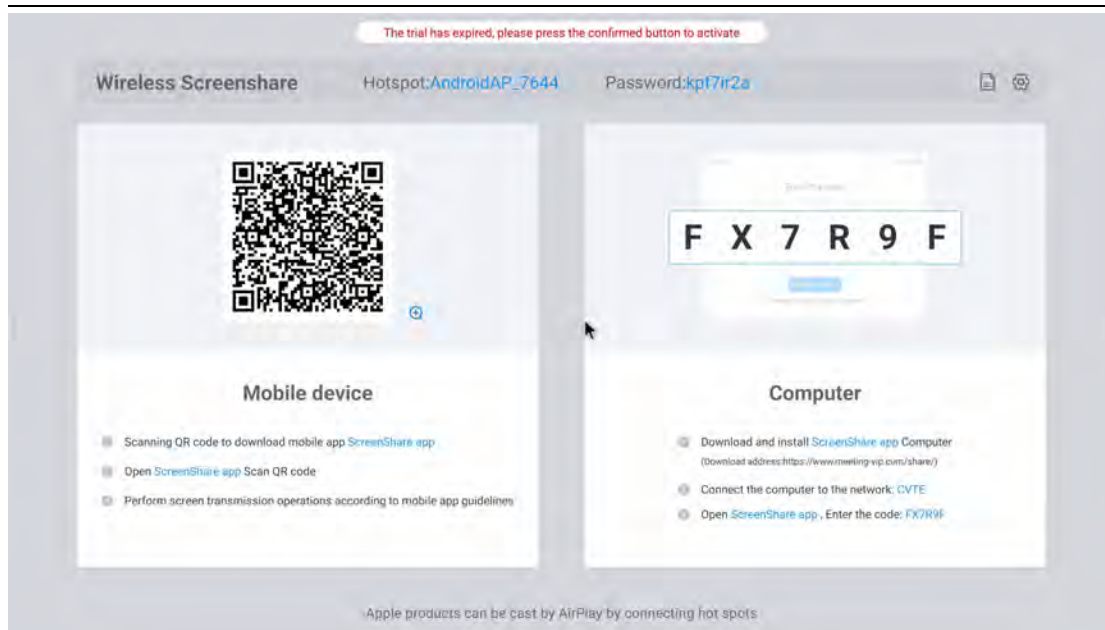 The trial has expired, please press the confirmed button to activate
Wireless Screenshare
Hotspot:AndroidAP_7644
Password:kpf7ir2a
F X 7 R 9 F
Mobile device
Scanning QR code to download mobile app ScreenShare app
Open ScreenShare app Scan QR code
Perform screen transmission operations according to mobile app guidelines
Computer
Download and install ScreenShare app Computer
(Download address:https://www.meeting-vip.com/share/)
Connect the computer to the network: CVTE
Open ScreenShare app , Enter the code: FX7R9F
Apple products can be cast by AirPlay by connecting hot spots